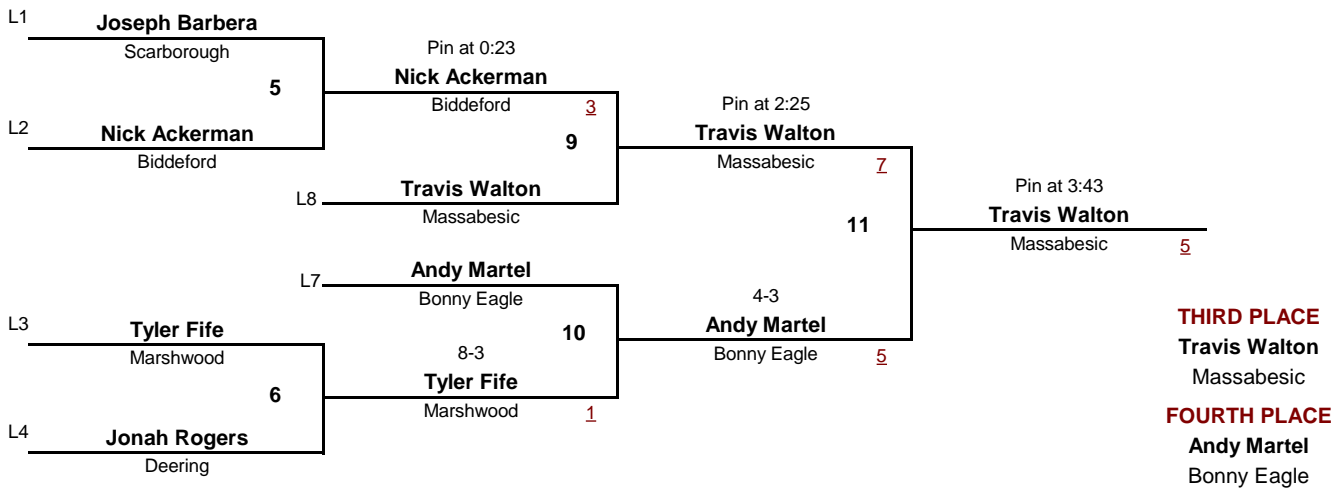 L1
Joseph Barbera
Scarborough
5
L2
Nick Ackerman
Biddeford
Pin at 0:23
Nick Ackerman
Biddeford
3
9
L8
Travis Walton
Massabesic
Pin at 2:25
Travis Walton
Massabesic
7
11
Pin at 3:43
Travis Walton
Massabesic
5
L7
Andy Martel
Bonny Eagle
10
4-3
Andy Martel
Bonny Eagle
5
L3
Tyler Fife
Marshwood
6
8-3
Tyler Fife
Marshwood
1
L4
Jonah Rogers
Deering
THIRD PLACE
Travis Walton
Massabesic
FOURTH PLACE
Andy Martel
Bonny Eagle